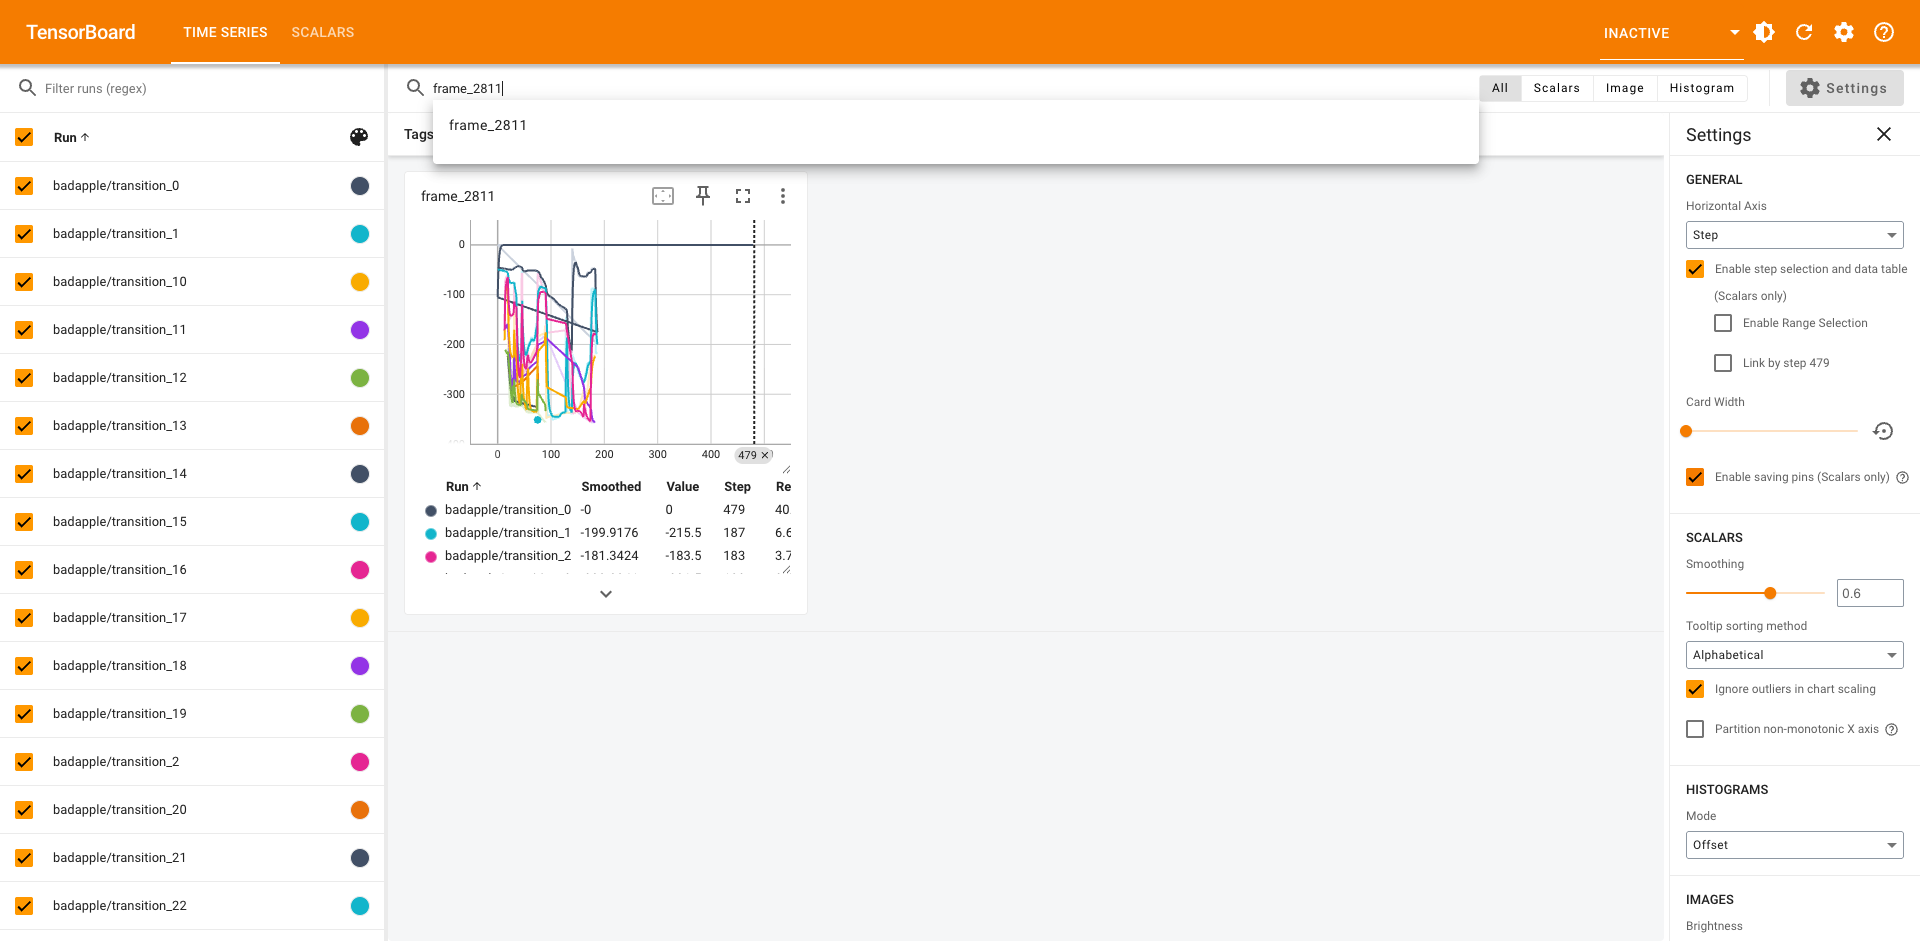 TensorBoard TIME SERIES SCALARS INACTIVE
Filter runs (regex)
Run
badapple/transition_0
badapple/transition_1
badapple/transition_10
badapple/transition_11
badapple/transition_12
badapple/transition_13
badapple/transition_14
badapple/transition_15
badapple/transition_16
badapple/transition_17
badapple/transition_18
badapple/transition_19
badapple/transition_2
badapple/transition_20
badapple/transition_21
badapple/transition_22
frame_2811
All Scalars Image Histogram Settings
frame_2811
Tags
frame_2811
0
-100
-200
-300
0 100 200 300 400 479
Run Smoothed Value Step Re
badapple/transition_0 -0 0 479 40.
badapple/transition_1 -199.9176 -215.5 187 6.6
badapple/transition_2 -181.3424 -183.5 183 3.7
Settings
GENERAL
Horizontal Axis
Step
Enable step selection and data table
(Scalars only)
Enable Range Selection
Link by step 479
Card Width
Enable saving pins (Scalars only)
SCALARS
Smoothing
0.6
Tooltip sorting method
Alphabetical
Ignore outliers in chart scaling
Partition non-monotonic X axis
HISTOGRAMS
Mode
Offset
IMAGES
Brightness